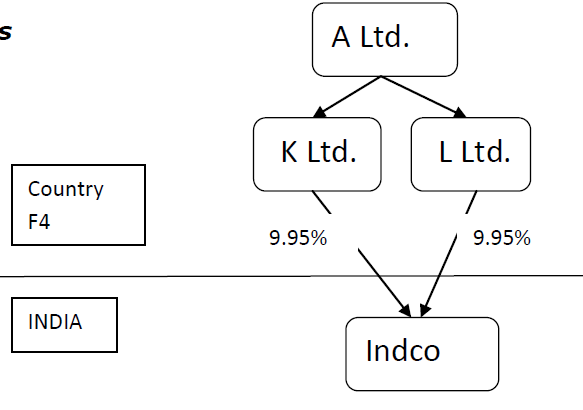 s
A Ltd.
K Ltd.
L Ltd.
Country
F4
9.95%
9.95%
INDIA
Indco